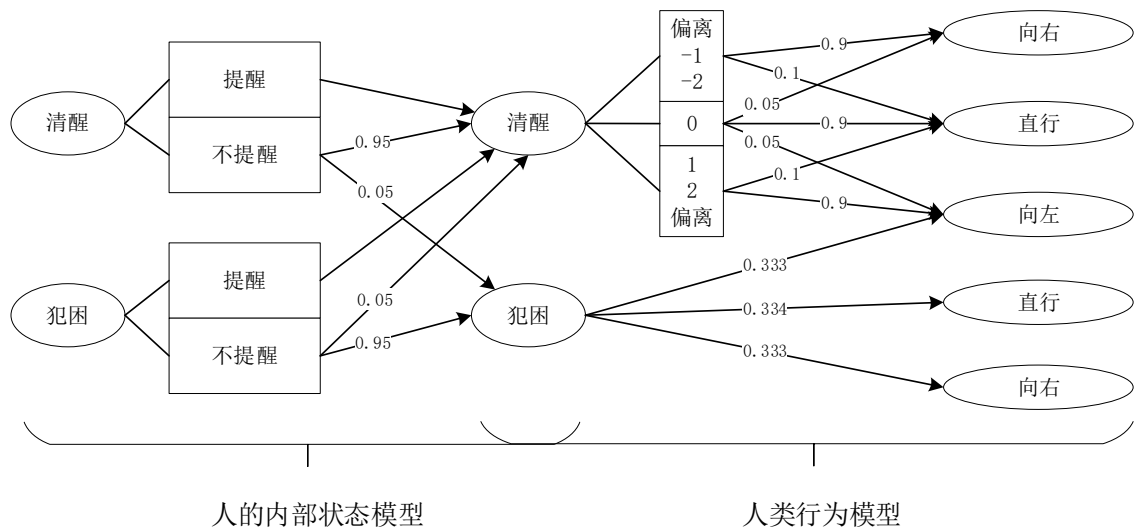 偏离
-1
-2
0
1
2
偏离
清醒
提醒
不提醒
犯困
提醒
不提醒
0.95
0.05
0.05
0.95
清醒
犯困
0.9
0.1
0.05
0.9
0.05
0.1
0.9
0.333
0.334
0.333
向右
直行
向左
直行
向右
人的内部状态模型
人类行为模型